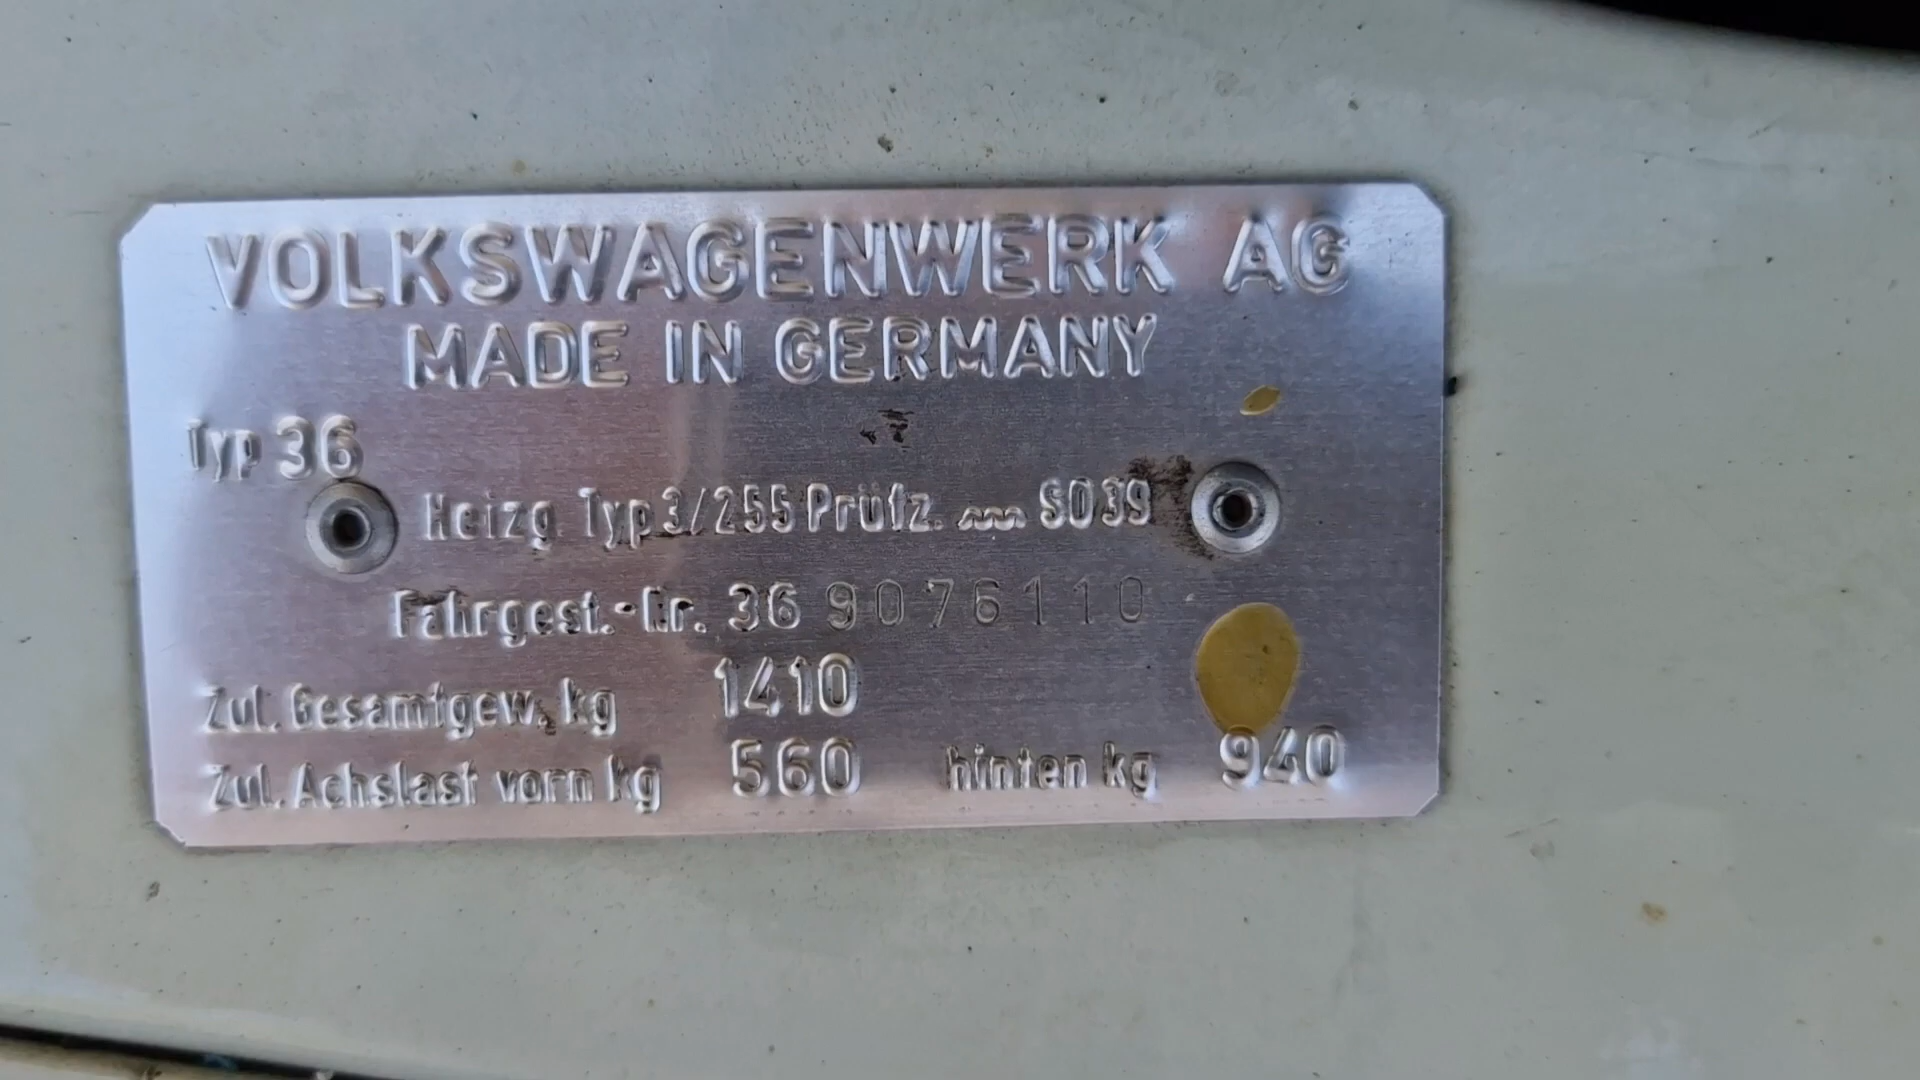 VOLKSWAGENWERK AG
MADE IN GERMANY
Typ 36
Heizg Typ 3/255 Prüfz. ~~~ S039
Fahrgest.-Nr. 36 9076110
Zul. Gesamtgew. kg 1410
Zul. Achslast vorn kg 560 hinten kg 940